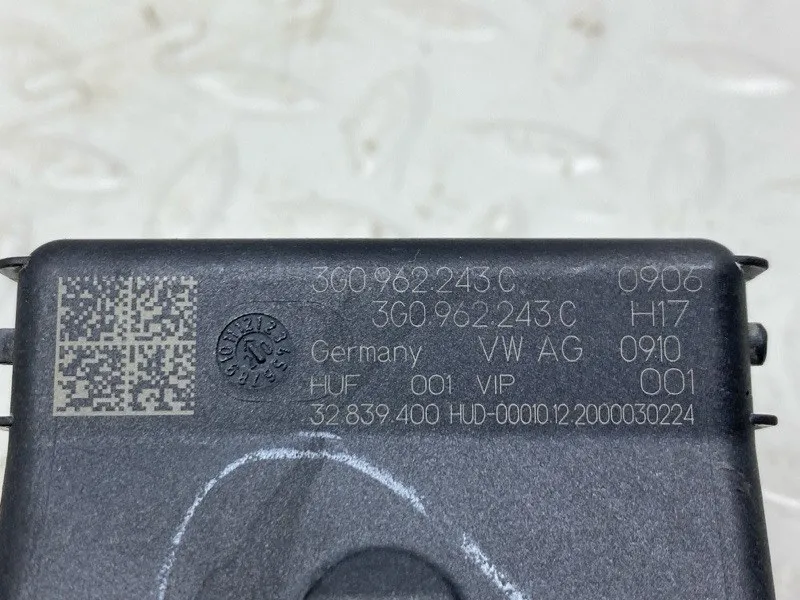 3G0.962.243 C 0906
3G0.962.243 C H17
Germany VW AG 0910
HUF 001 VIP 001
32 839 400 HUD-00010.12.2000030224